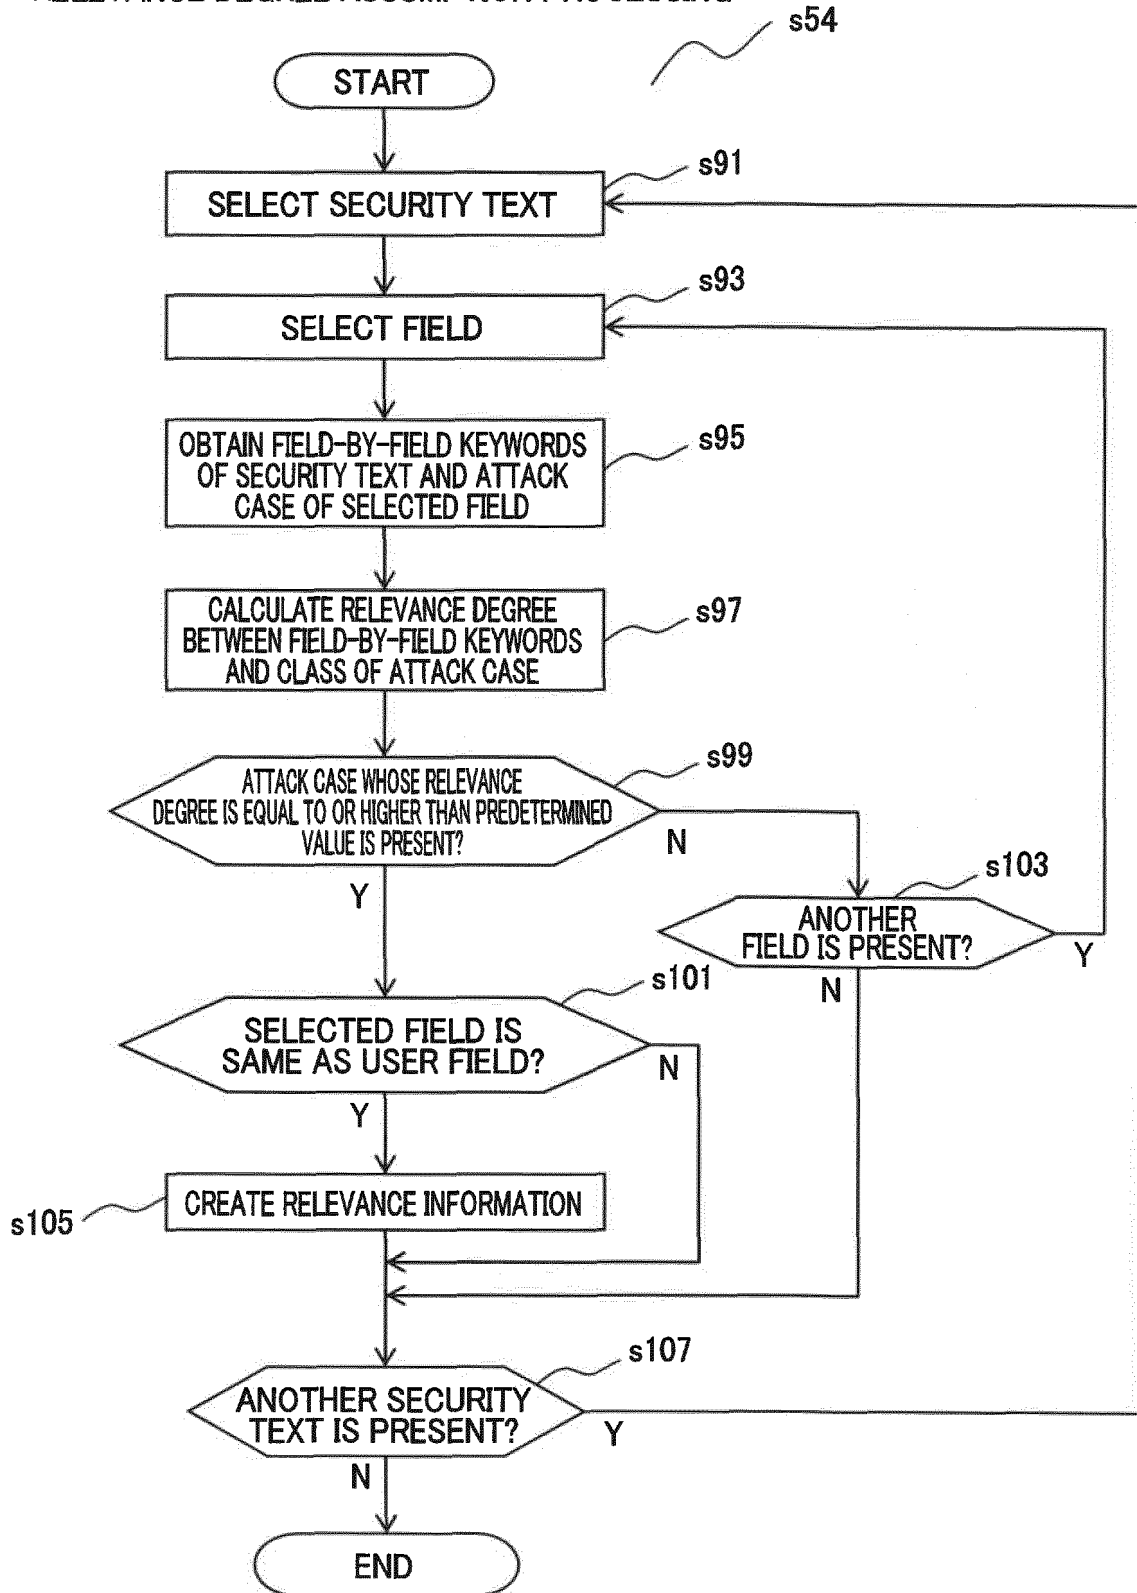 s54
START
s91
SELECT SECURITY TEXT
s93
SELECT FIELD
OBTAIN FIELD-BY-FIELD KEYWORDS
OF SECURITY TEXT AND ATTACK
CASE OF SELECTED FIELD
s95
CALCULATE RELEVANCE DEGREE
BETWEEN FIELD-BY-FIELD KEYWORDS
AND CLASS OF ATTACK CASE
s97
s99
ATTACK CASE WHOSE RELEVANCE
DEGREE IS EQUAL TO OR HIGHER THAN PREDETERMINED
VALUE IS PRESENT?
N
Y
s103
ANOTHER
FIELD IS PRESENT?
Y
N
s101
SELECTED FIELD IS
SAME AS USER FIELD?
N
Y
CREATE RELEVANCE INFORMATION
s105
s107
ANOTHER SECURITY
TEXT IS PRESENT?
Y
N
END